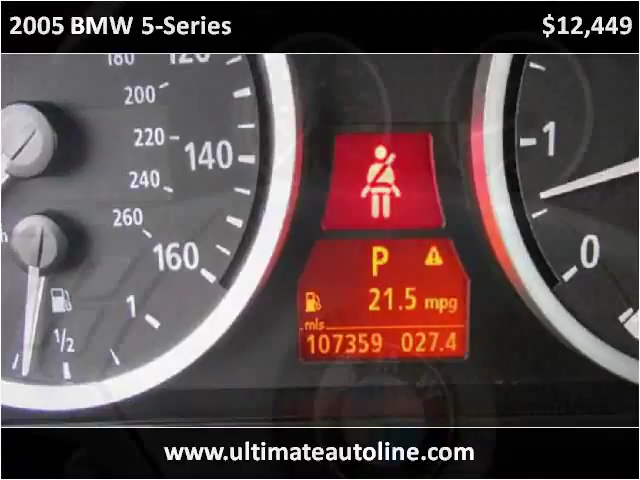 2005 BMW 5-Series $12,449
180 120
200
220 140
240
260 160
1
1/2
1
0
P
21.5 mpg
mls
107359 027.4
www.ultimateautoline.com